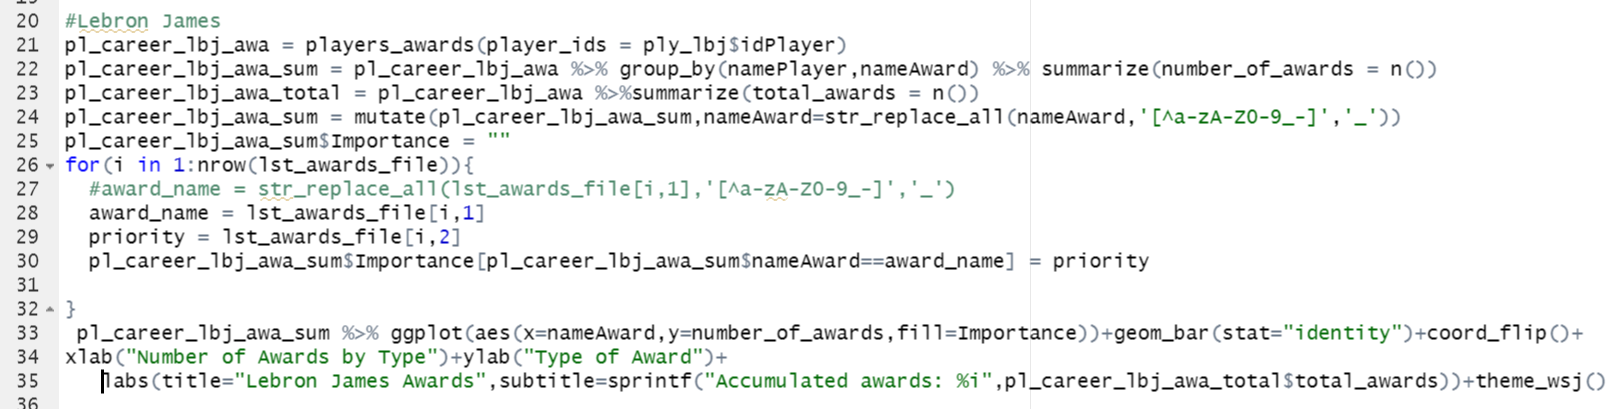 20 #Lebron James
21 pl_career_lbj_awa = players_awards(player_ids = ply_lbj$idPlayer)
22 pl_career_lbj_awa_sum = pl_career_lbj_awa %>% group_by(namePlayer,nameAward) %>% summarize(number_of_awards = n())
23 pl_career_lbj_awa_total = pl_career_lbj_awa %>%summarize(total_awards = n())
24 pl_career_lbj_awa_sum = mutate(pl_career_lbj_awa_sum,nameAward=str_replace_all(nameAward,'[^a-zA-Z0-9_-]','_'))
25 pl_career_lbj_awa_sum$Importance = ""
26 for(i in 1:nrow(lst_awards_file)){
27   #award_name = str_replace_all(lst_awards_file[i,1],'[^a-zA-Z0-9_-]','_')
28   award_name = lst_awards_file[i,1]
29   priority = lst_awards_file[i,2]
30   pl_career_lbj_awa_sum$Importance[pl_career_lbj_awa_sum$nameAward==award_name] = priority
31
32 }
33  pl_career_lbj_awa_sum %>% ggplot(aes(x=nameAward,y=number_of_awards,fill=Importance))+geom_bar(stat="identity")+coord_flip()+
34 xlab("Number of Awards by Type")+ylab("Type of Award")+
35    labs(title="Lebron James Awards",subtitle=sprintf("Accumulated awards: %i",pl_career_lbj_awa_total$total_awards))+theme_wsj()
36